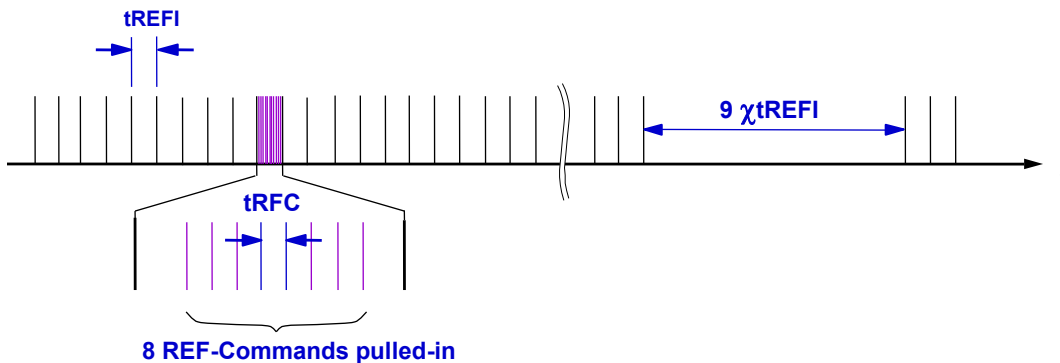 tREFI
9 χtREFI
tRFC
8 REF-Commands pulled-in